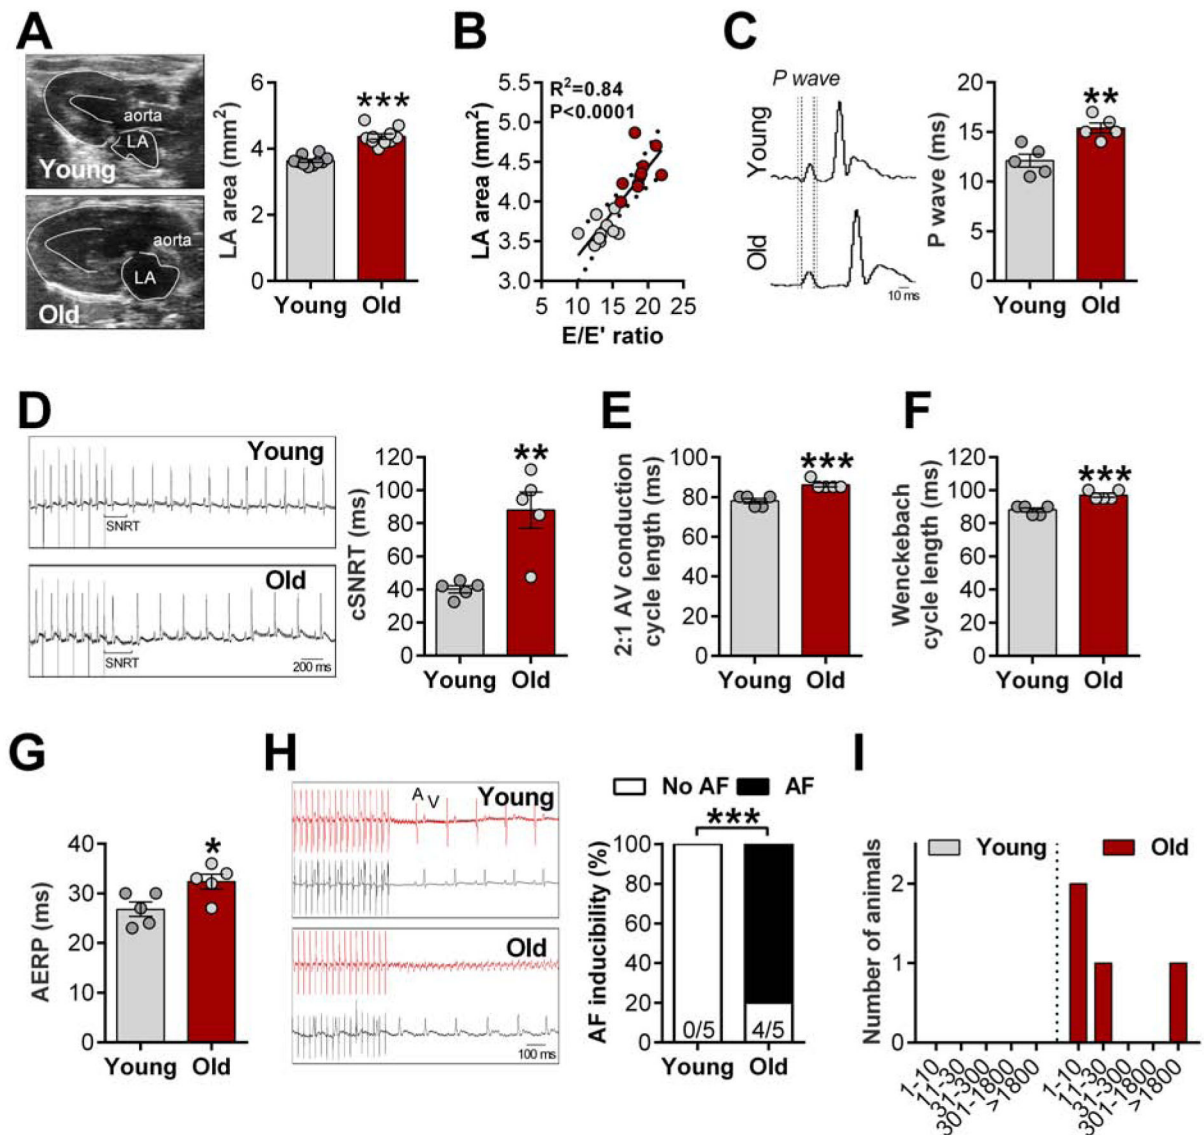 A
aorta
LA
Young
aorta
LA
Old
LA area (mm²)
6
4
2
0
***
Young Old
B
LA area (mm²)
5.5
5.0
4.5
4.0
3.5
3.0
R²=0.84
P<0.0001
5 10 15 20 25
E/E' ratio
C
P wave
Young
Old
10 ms
P wave (ms)
20
15
10
5
0
**
Young Old
D
Young
SNRT
Old
SNRT
200 ms
cSNRT (ms)
120
100
80
60
40
20
0
**
Young Old
E
2:1 AV conduction
cycle length (ms)
100
80
60
40
20
0
***
Young Old
F
Wenckebach
cycle length (ms)
120
100
80
60
40
20
0
***
Young Old
G
AERP (ms)
40
30
20
10
0
*
Young Old
H
A V
Young
Old
100 ms
No AF AF
***
AF inducibility (%)
100
80
60
40
20
0
0/5 4/5
Young Old
I
Young Old
Number of animals
2
1
0
1-10
11-30
31-300
301-1800
>1800
1-10
11-30
31-300
301-1800
>1800